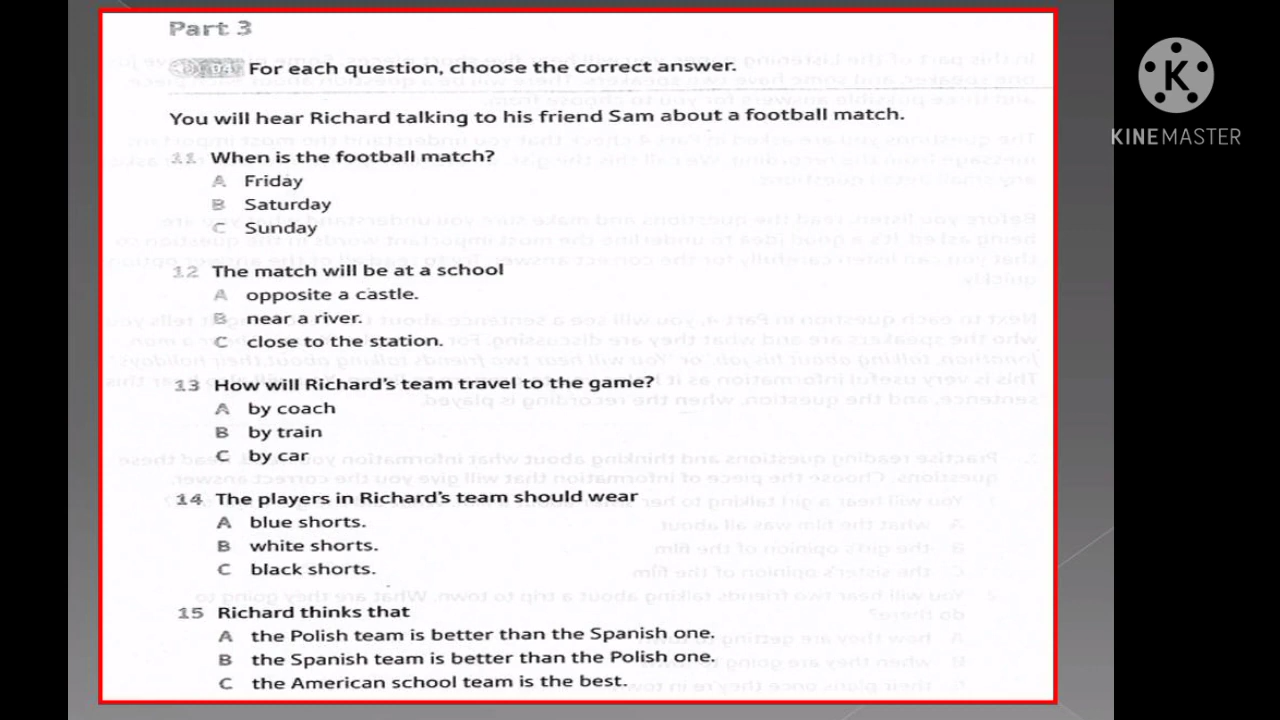 Part 3
For each question, choose the correct answer.
You will hear Richard talking to his friend Sam about a football match.
11 When is the football match?
A Friday
B Saturday
C Sunday
12 The match will be at a school
A opposite a castle.
B near a river.
C close to the station.
13 How will Richard's team travel to the game?
A by coach
B by train
C by car
14 The players in Richard's team should wear
A blue shorts.
B white shorts.
C black shorts.
15 Richard thinks that
A the Polish team is better than the Spanish one.
B the Spanish team is better than the Polish one.
C the American school team is the best.
K
KINEMASTER